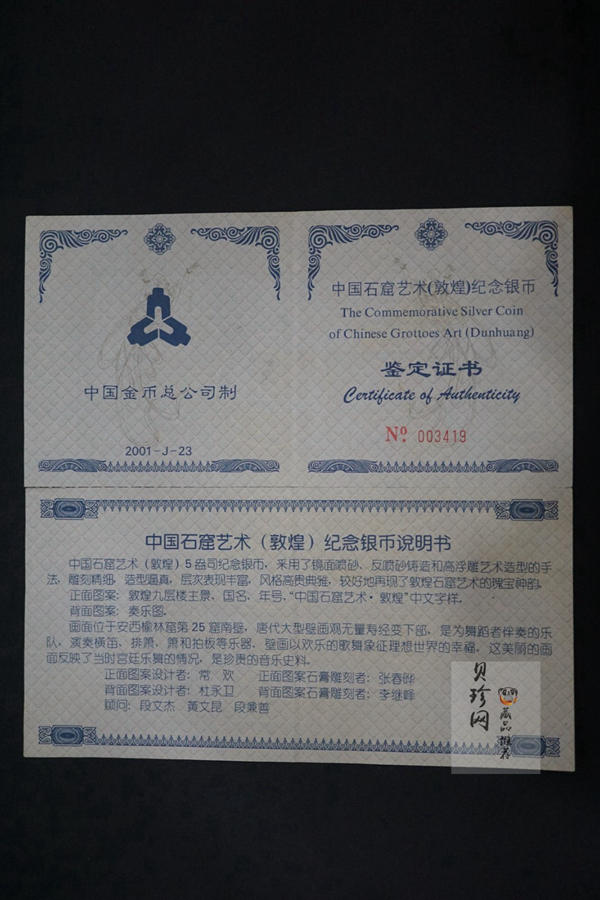 中国金币总公司制
2001-J-23
中国石窟艺术(敦煌)纪念银币
The Commemorative Silver Coin
of Chinese Grottoes Art (Dunhuang)
鉴定证书
Certificate of Authenticity
Nº 003419
中国石窟艺术（敦煌）纪念银币说明书
中国石窟艺术（敦煌）5盎司纪念银币，采用了镜面喷砂、反喷砂铸造和高浮雕艺术造型的手
法，雕刻精细，造型逼真，层次表现丰富，风格高贵典雅，较好地再现了敦煌石窟艺术的瑰宝神韵。
正面图案：敦煌九层楼主景、国名、年号，“中国石窟艺术·敦煌”中文字样。
背面图案：奏乐图。
画面位于安西榆林窟第25窟南壁，唐代大型壁画观无量寿经变下部，是为舞蹈者伴奏的乐
队，演奏横笛、排箫、箫和拍板等乐器。壁画以欢乐的歌舞象征理想世界的幸福，这美丽的画
面反映了当时宫廷乐舞的情况，是珍贵的音乐史料。
正面图案设计者：常 欢 正面图案石膏雕刻者：张春晔
背面图案设计者：杜永卫 背面图案石膏雕刻者：李继峰
顾问：段文杰 黄文昆 段兼善
贝珍网
藏品推荐